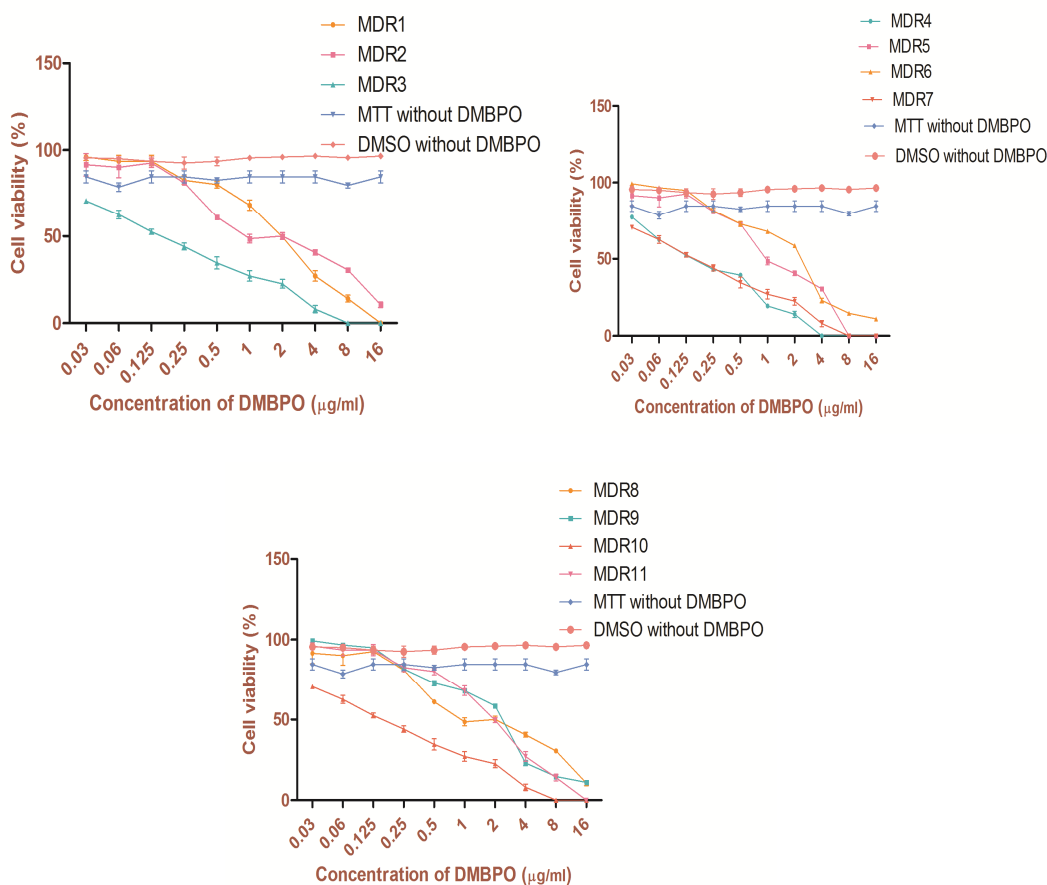 MDR1
MDR2
MDR3
MTT without DMBPO
DMSO without DMBPO
Cell viability (%)
150
100
50
0
0.03 0.06 0.125 0.25 0.5 1 2 4 8 16
Concentration of DMBPO (μg/ml)
MDR4
MDR5
MDR6
MDR7
MTT without DMBPO
DMSO without DMBPO
Cell viability (%)
150
100
50
0
0.03 0.06 0.125 0.25 0.5 1 2 4 8 16
Concentration of DMBPO (μg/ml)
MDR8
MDR9
MDR10
MDR11
MTT without DMBPO
DMSO without DMBPO
Cell viability (%)
150
100
50
0
0.03 0.06 0.125 0.25 0.5 1 2 4 8 16
Concentration of DMBPO (μg/ml)